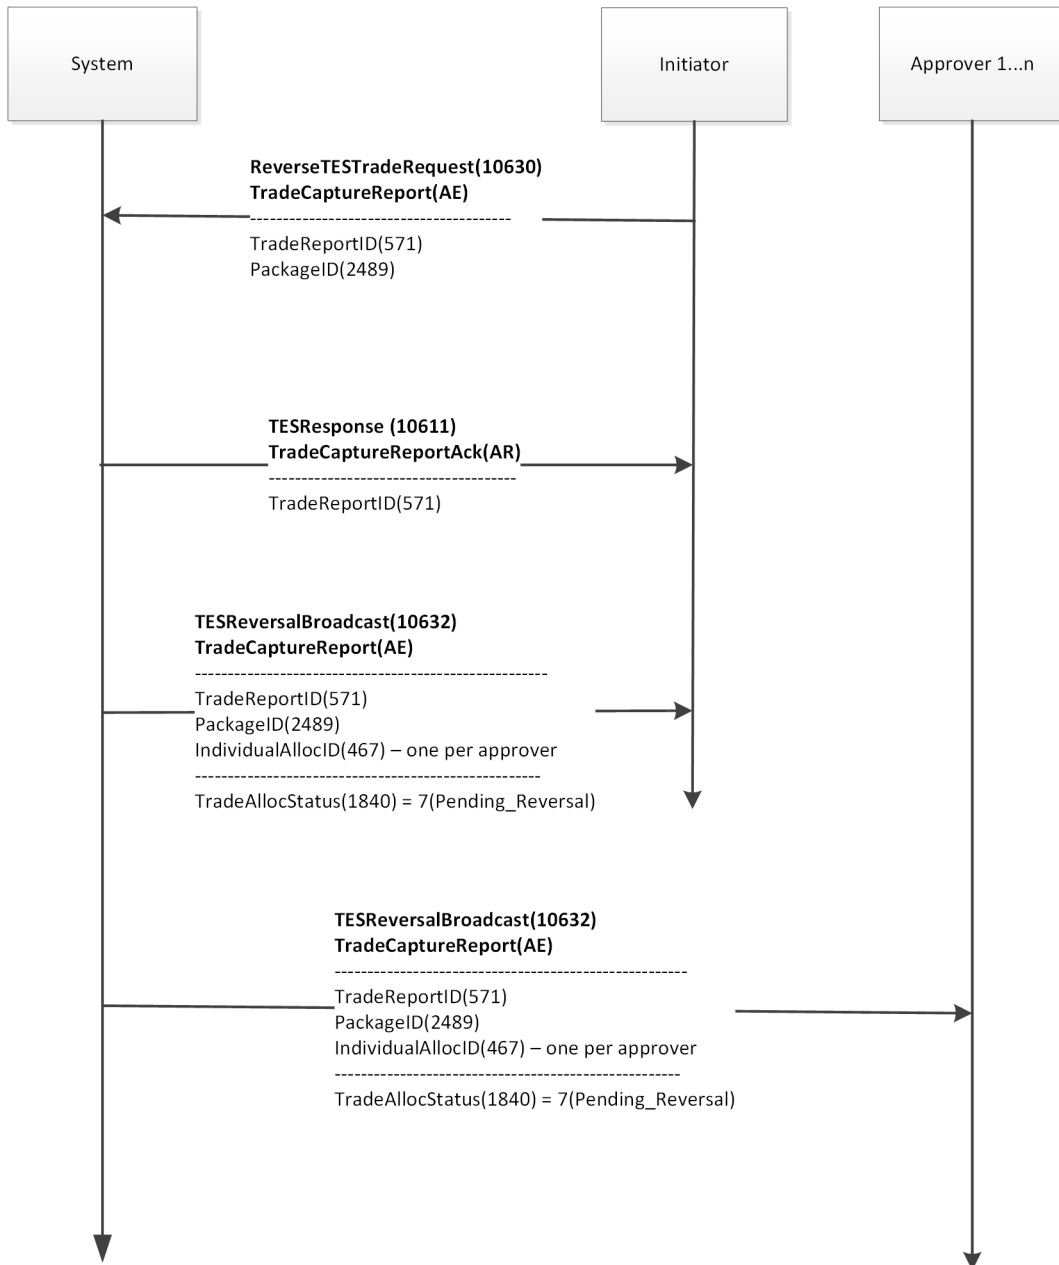 System
Initiator
Approver 1...n
ReverseTESTradeRequest(10630)
TradeCaptureReport(AE)
----------------------------------------
TradeReportID(571)
PackageID(2489)
TESResponse (10611)
TradeCaptureReportAck(AR)
--------------------------------------
TradeReportID(571)
TESReversalBroadcast(10632)
TradeCaptureReport(AE)
------------------------------------------------------
TradeReportID(571)
PackageID(2489)
IndividualAllocID(467) – one per approver
-----------------------------------------------------
TradeAllocStatus(1840) = 7(Pending_Reversal)
TESReversalBroadcast(10632)
TradeCaptureReport(AE)
------------------------------------------------------
TradeReportID(571)
PackageID(2489)
IndividualAllocID(467) – one per approver
-----------------------------------------------------
TradeAllocStatus(1840) = 7(Pending_Reversal)